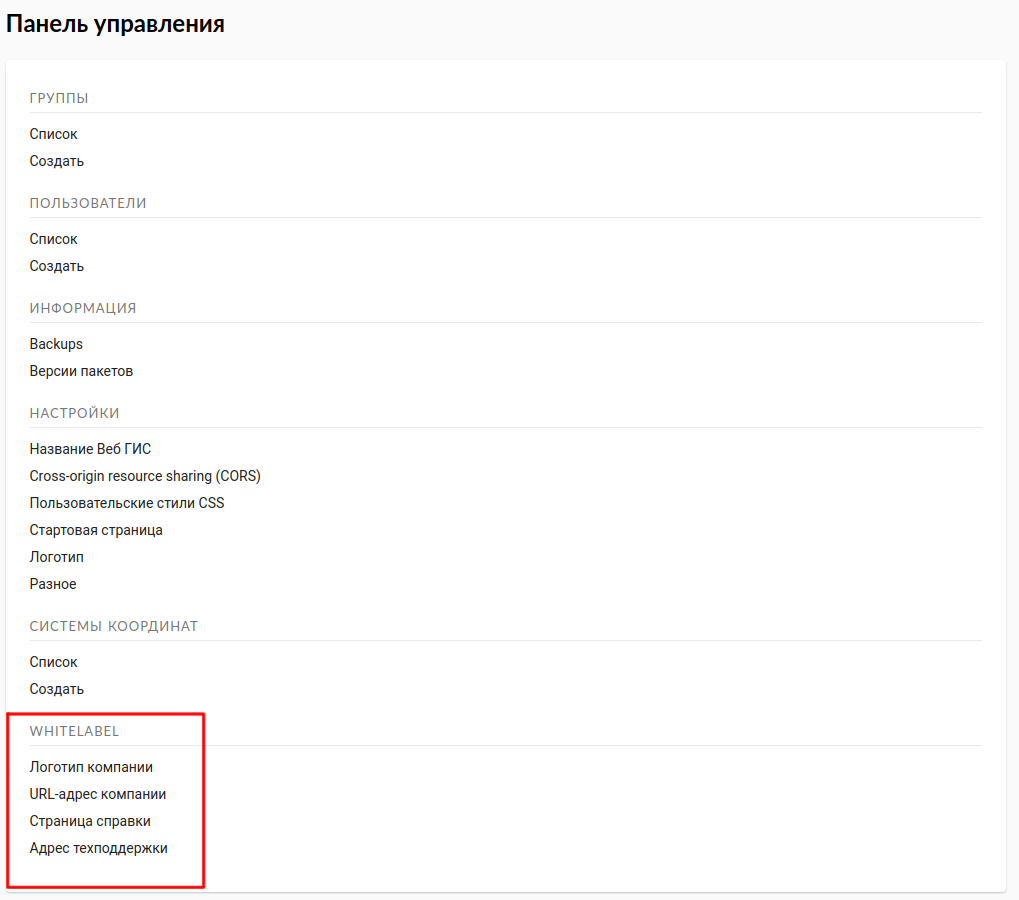 Панель управления
ГРУППЫ
Список
Создать
ПОЛЬЗОВАТЕЛИ
Список
Создать
ИНФОРМАЦИЯ
Backups
Версии пакетов
НАСТРОЙКИ
Название Веб ГИС
Cross-origin resource sharing (CORS)
Пользовательские стили CSS
Стартовая страница
Логотип
Разное
СИСТЕМЫ КООРДИНАТ
Список
Создать
WHITELABEL
Логотип компании
URL-адрес компании
Страница справки
Адрес техподдержки